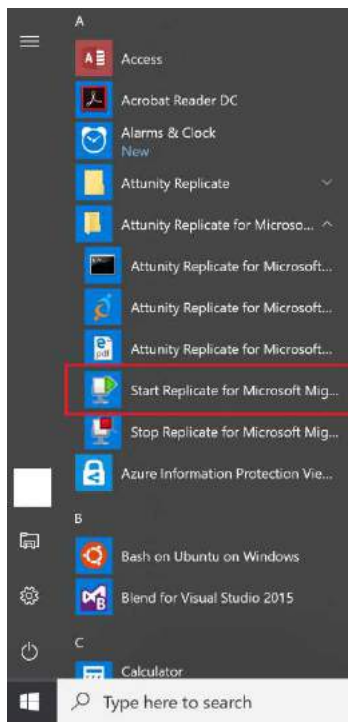 A
Access
Acrobat Reader DC
Alarms & Clock
New
Attunity Replicate
Attunity Replicate for Microso...
Attunity Replicate for Microsoft...
Attunity Replicate for Microsoft...
Attunity Replicate for Microsoft...
Start Replicate for Microsoft Mig...
Stop Replicate for Microsoft Mig...
Azure Information Protection Vie...
B
Bash on Ubuntu on Windows
Blend for Visual Studio 2015
C
Calculator
Type here to search